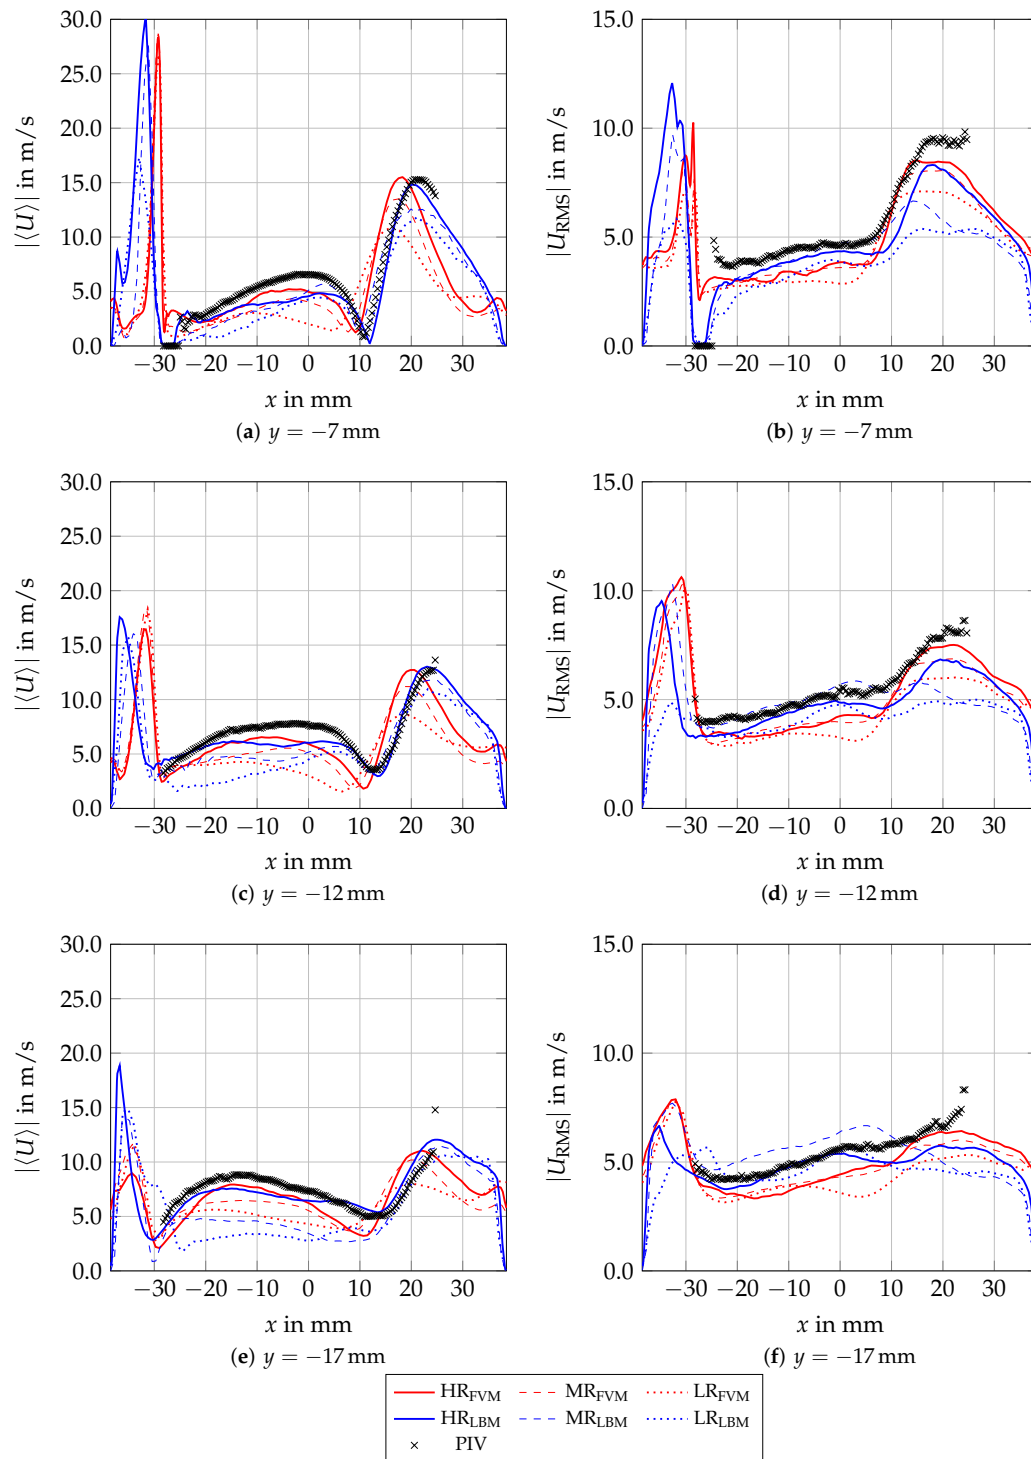 30.0
25.0
20.0
15.0
10.0
5.0
0.0
|⟨U⟩| in m/s
−30 −20 −10 0 10 20 30
x in mm
(a) y = −7 mm
15.0
10.0
5.0
0.0
|U_RMS| in m/s
−30 −20 −10 0 10 20 30
x in mm
(b) y = −7 mm
30.0
25.0
20.0
15.0
10.0
5.0
0.0
|⟨U⟩| in m/s
−30 −20 −10 0 10 20 30
x in mm
(c) y = −12 mm
15.0
10.0
5.0
0.0
|U_RMS| in m/s
−30 −20 −10 0 10 20 30
x in mm
(d) y = −12 mm
30.0
25.0
20.0
15.0
10.0
5.0
0.0
|⟨U⟩| in m/s
−30 −20 −10 0 10 20 30
x in mm
(e) y = −17 mm
15.0
10.0
5.0
0.0
|U_RMS| in m/s
−30 −20 −10 0 10 20 30
x in mm
(f) y = −17 mm
HR_FVM MR_FVM LR_FVM
HR_LBM MR_LBM LR_LBM
PIV